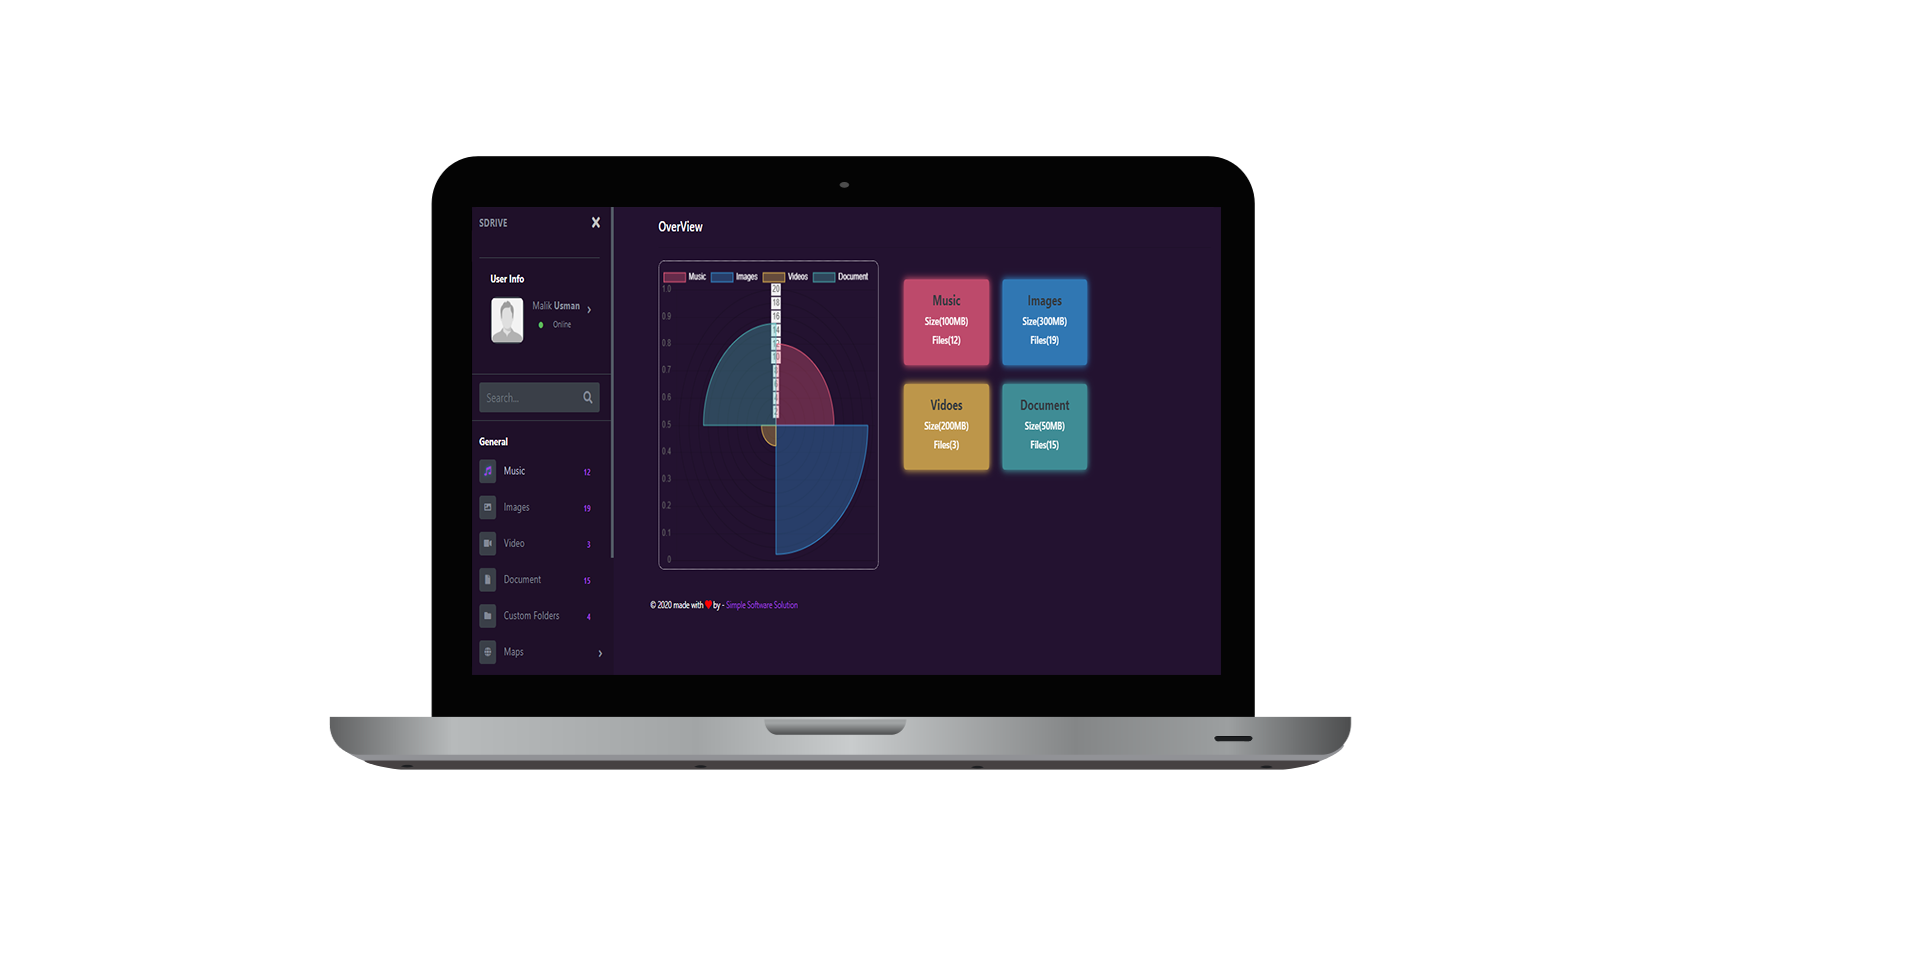 SDRIVE
User Info
Malik Usman
Online
Search...
General
Music 12
Images 19
Video 3
Document 15
Custom Folders 4
Maps
OverView
Music Images Videos Document
1.0
0.9
0.8
0.7
0.6
0.5
0.4
0.3
0.2
0.1
0
20
18
16
14
12
10
8
6
4
2
Music
Size(100MB)
Files(12)
Images
Size(300MB)
Files(19)
Vidoes
Size(200MB)
Files(3)
Document
Size(50MB)
Files(15)
© 2020 made with ❤ by - Simple Software Solution